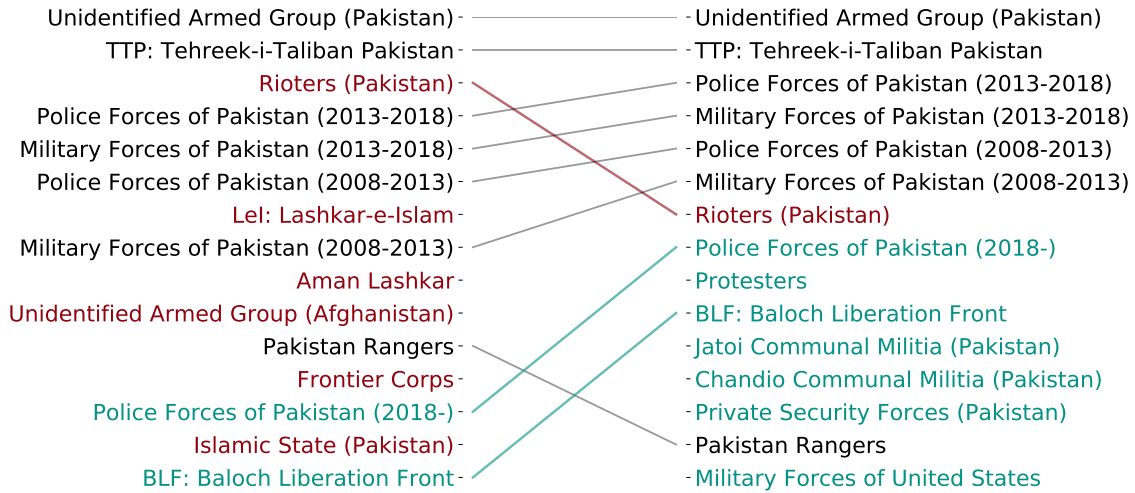 Unidentified Armed Group (Pakistan)
TTP: Tehreek-i-Taliban Pakistan
Rioters (Pakistan)
Police Forces of Pakistan (2013-2018)
Military Forces of Pakistan (2013-2018)
Police Forces of Pakistan (2008-2013)
LeI: Lashkar-e-Islam
Military Forces of Pakistan (2008-2013)
Aman Lashkar
Unidentified Armed Group (Afghanistan)
Pakistan Rangers
Frontier Corps
Police Forces of Pakistan (2018-)
Islamic State (Pakistan)
BLF: Baloch Liberation Front
Unidentified Armed Group (Pakistan)
TTP: Tehreek-i-Taliban Pakistan
Police Forces of Pakistan (2013-2018)
Military Forces of Pakistan (2013-2018)
Police Forces of Pakistan (2008-2013)
Military Forces of Pakistan (2008-2013)
Rioters (Pakistan)
Police Forces of Pakistan (2018-)
Protesters
BLF: Baloch Liberation Front
Jatoi Communal Militia (Pakistan)
Chandio Communal Militia (Pakistan)
Private Security Forces (Pakistan)
Pakistan Rangers
Military Forces of United States